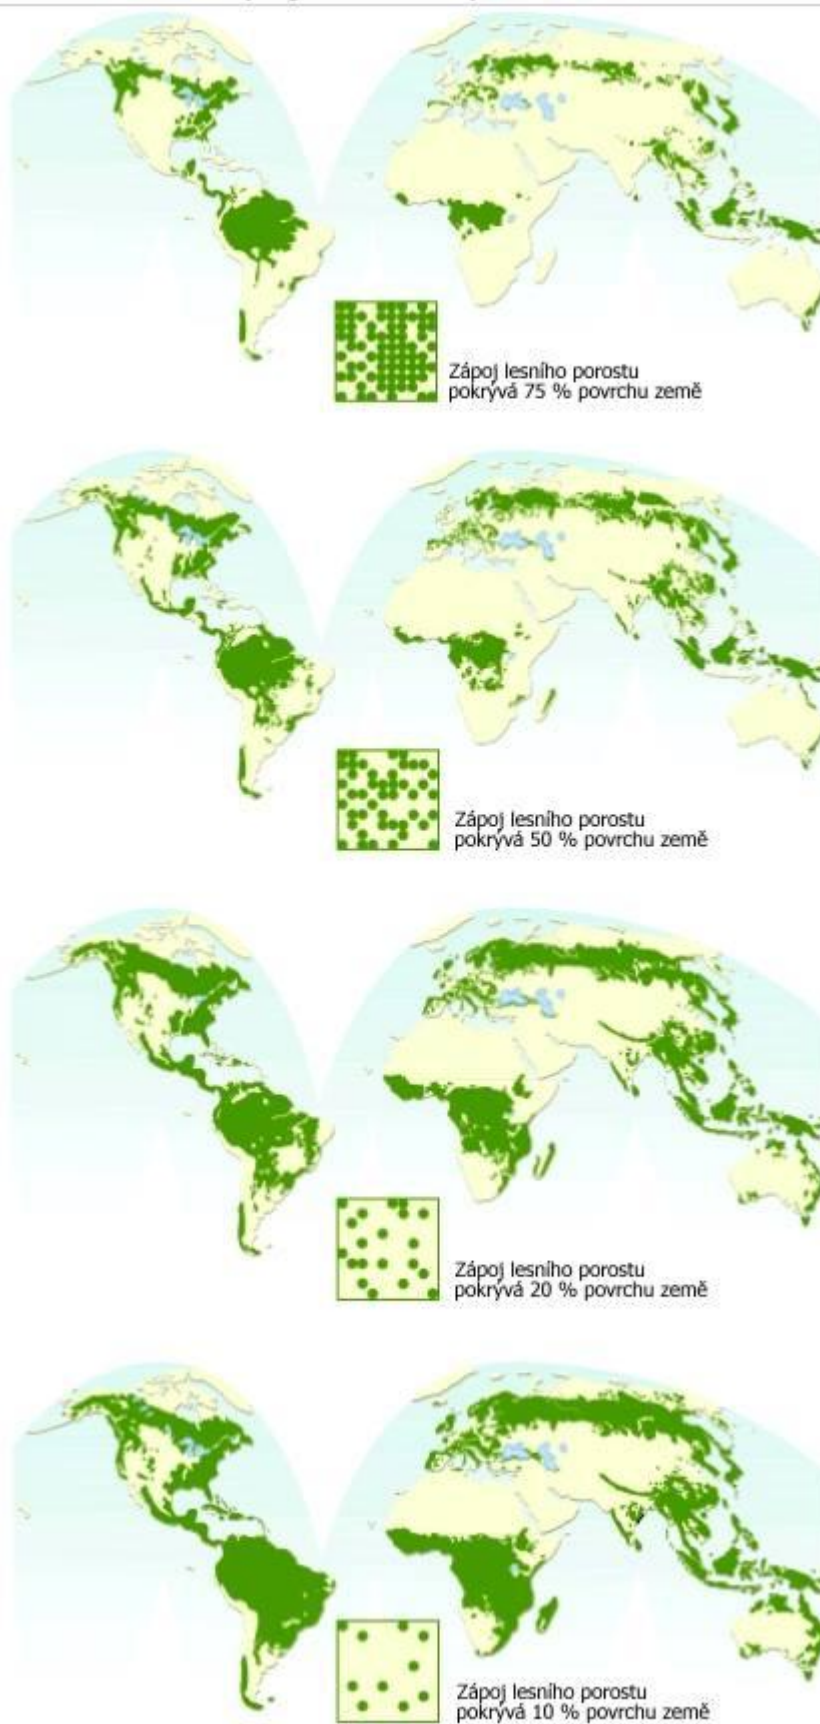 Zápoj lesního porostu
pokrývá 75 % povrchu země
Zápoj lesního porostu
pokrývá 50 % povrchu země
Zápoj lesního porostu
pokrývá 20 % povrchu země
Zápoj lesního porostu
pokrývá 10 % povrchu země